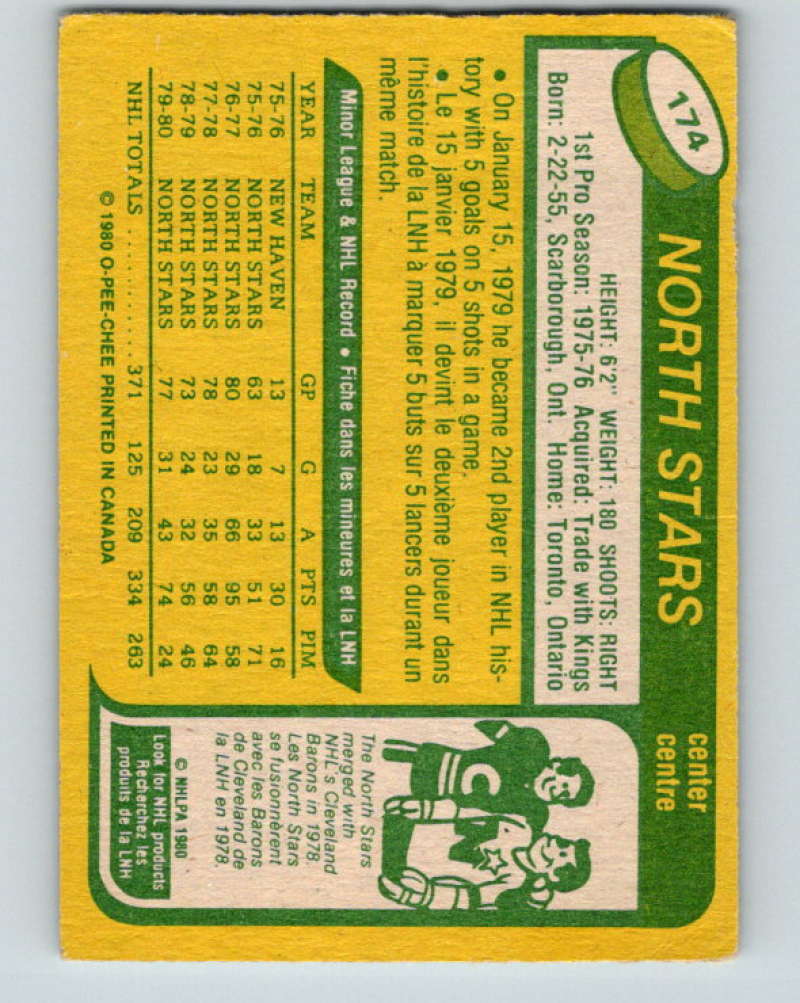 174
NORTH STARS
center
centre
HEIGHT: 6'2" WEIGHT: 180 SHOOTS: RIGHT
1st Pro Season: 1975-76 Acquired: Trade with Kings
Born: 2-22-55, Scarborough, Ont. Home: Toronto, Ontario
• On January 15, 1979 he became 2nd player in NHL his-
tory with 5 goals on 5 shots in a game.
• Le 15 janvier 1979, il devint le deuxième joueur dans
l'histoire de la LNH à marquer 5 buts sur 5 lancers durant un
même match.
Minor League & NHL Record • Fiche dans les mineures et la LNH
YEAR TEAM GP G A PTS PIM
75-76 NEW HAVEN 13 7 13 30 16
75-76 NORTH STARS 63 18 33 51 71
76-77 NORTH STARS 80 29 66 95 58
77-78 NORTH STARS 78 23 35 58 64
78-79 NORTH STARS 73 24 32 56 46
79-80 NORTH STARS 77 31 43 74 24
NHL TOTALS ............ 371 125 209 334 263
© 1980 O-PEE-CHEE PRINTED IN CANADA
C
The North Stars
merged with
NHL's Cleveland
Barons in 1978.
Les North Stars
se fusionnèrent
avec les Barons
de Cleveland de
la LNH en 1978.
© NHLPA 1980
Look for NHL products
Recherchez les
produits de la LNH